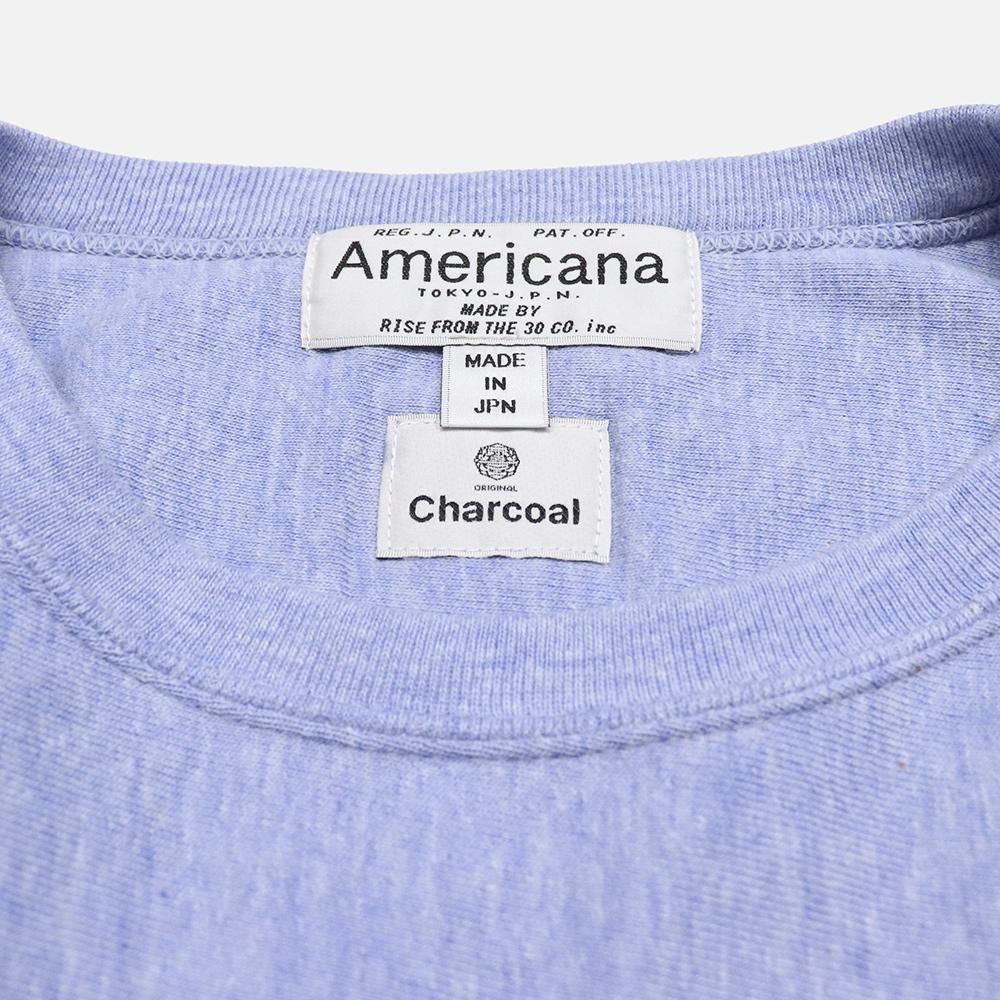 REG. J. P. N. PAT. OFF.
Americana
TOKYO-J.P.N.
MADE BY
RISE FROM THE 30 CO. inc
MADE
IN
JPN
ORIGINAL
Charcoal